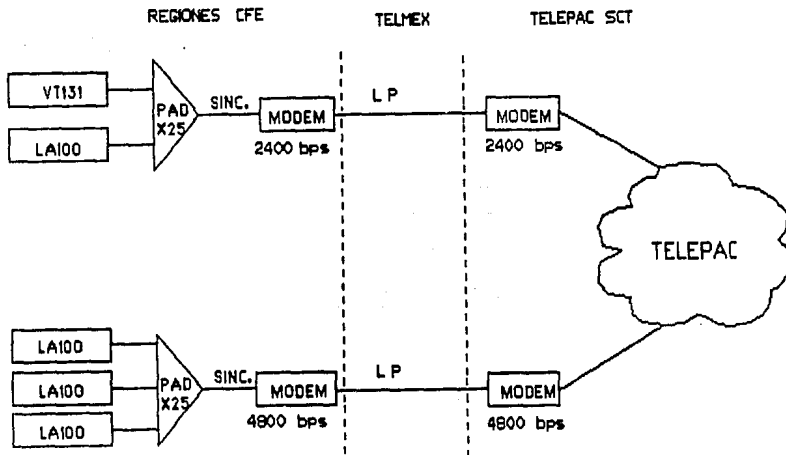 REGIONES CFE
TELMEX
TELEPAC SCT
VT131
LA100
PAD
X25
SINC.
MODEM
2400 bps
LP
MODEM
2400 bps
TELEPAC
LA100
LA100
LA100
PAD
X25
SINC.
MODEM
4800 bps
LP
MODEM
4800 bps